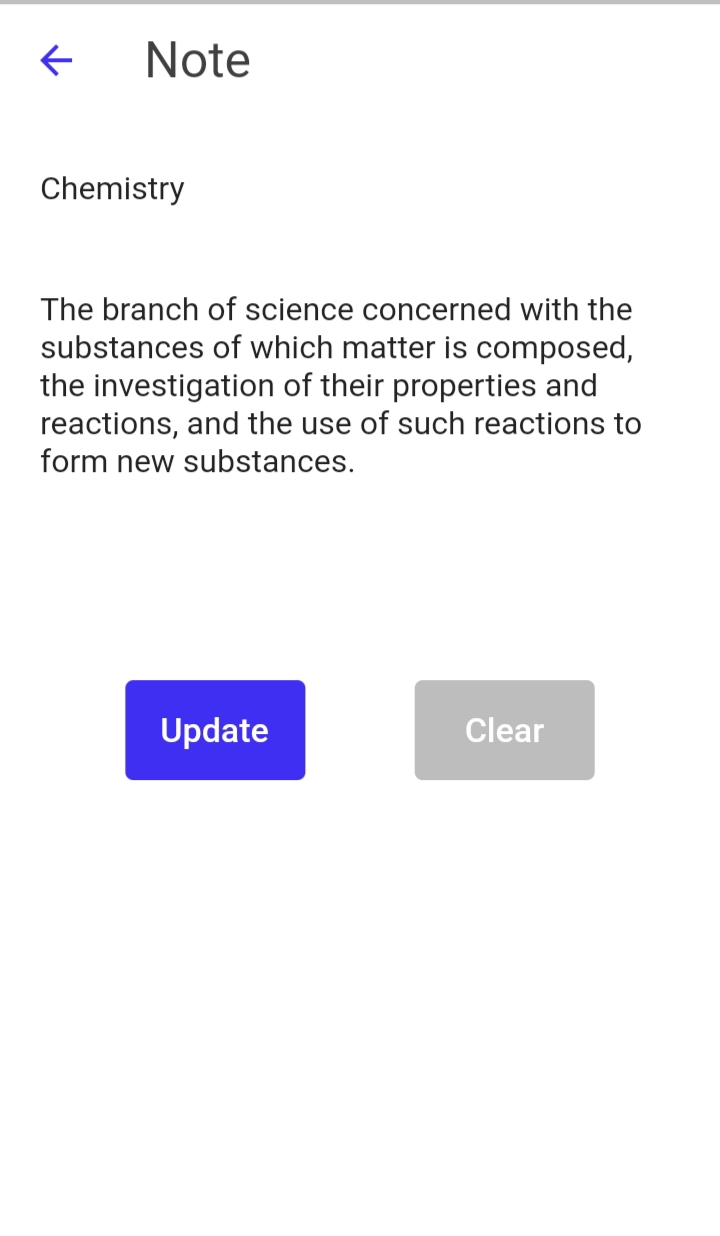 Note
Chemistry
The branch of science concerned with the
substances of which matter is composed,
the investigation of their properties and
reactions, and the use of such reactions to
form new substances.
Update
Clear